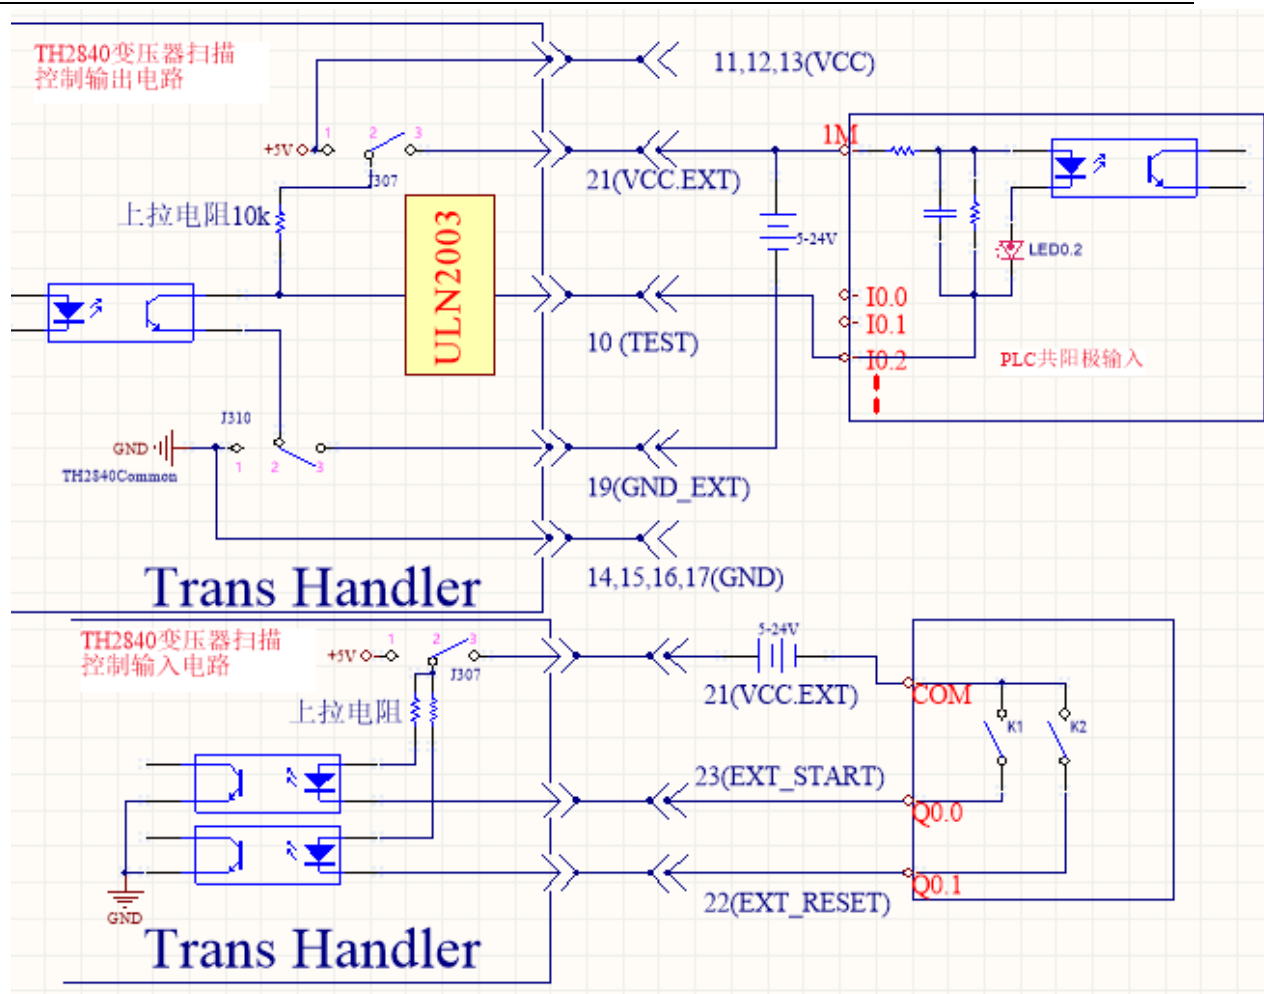 TH2840变压器扫描
控制输出电路
11,12,13(VCC)
+5V
1
2
3
J307
21(VCC.EXT)
1M
上拉电阻10k
ULN2003
5-24V
LED0.2
I0.0
I0.1
I0.2
10 (TEST)
PLC共阳极输入
J310
GND
TH2840Common
1
2
3
19(GND_EXT)
14,15,16,17(GND)
Trans Handler
TH2840变压器扫描
控制输入电路
+5V
1
2
3
J307
5-24V
21(VCC.EXT)
COM
上拉电阻
K1
K2
23(EXT_START)
Q0.0
22(EXT_RESET)
Q0.1
GND
Trans Handler